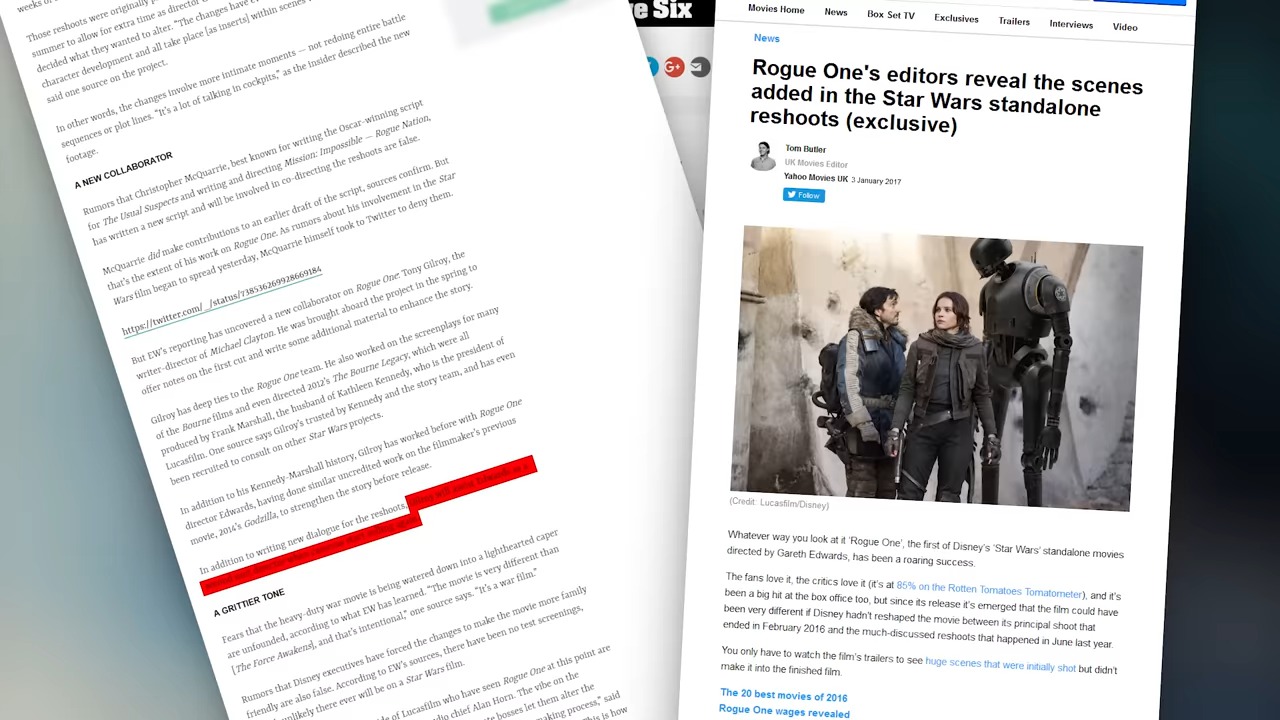 weeks
Those reshoots were originally
summer to allow for extra time as director
decided what they wanted to alter. "The changes have
character development and all take place [as inserts] within scenes
said one source on the project.
In other words, the changes involve more intimate moments — not redoing entire battle
sequences or plot lines. "It's a lot of talking in cockpits," as the insider described the new
footage.
A NEW COLLABORATOR
Rumors that Christopher McQuarrie, best known for writing the Oscar-winning script
for The Usual Suspects and writing and directing Mission: Impossible — Rogue Nation,
has written a new script and will be involved in co-directing the reshoots are false.
McQuarrie did make contributions to an earlier draft of the script, sources confirm. But
that's the extent of his work on Rogue One. As rumors about his involvement in the Star
Wars film began to spread yesterday, McQuarrie himself took to Twitter to deny them.
https://twitter.com/_/status/738536269928669184
But EW's reporting has uncovered a new collaborator on Rogue One: Tony Gilroy, the
writer-director of Michael Clayton. He was brought aboard the project in the spring to
offer notes on the first cut and write some additional material to enhance the story.
Gilroy has deep ties to the Rogue One team. He also worked on the screenplays for many
of the Bourne films and even directed 2012's The Bourne Legacy, which were all
produced by Frank Marshall, the husband of Kathleen Kennedy, who is the president of
Lucasfilm. One source says Gilroy's trusted by Kennedy and the story team, and has even
been recruited to consult on other Star Wars projects.
In addition to his Kennedy-Marshall history, Gilroy has worked before with Rogue One
director Edwards, having done similar uncredited work on the filmmaker's previous
movie, 2014's Godzilla, to strengthen the story before release.
In addition to writing new dialogue for the reshoots,
A GRITTIER TONE
Fears that the heavy-duty war movie is being watered down into a lighthearted caper
are unfounded, according to what EW has learned. "The movie is very different than
[The Force Awakens], and that's intentional," one source says. "It's a war film."
Rumors that panicky executives have forced the changes to make the movie more family
friendly are also false. According to EW's sources, there have been no test screenings,
unlikely there ever will be on a Star Wars film.
de of Lucasfilm who have seen Rogue One at this point are
dio chief Alan Horn. "The vibe on the
te bosses let them alter the
making process," said
This is how
e Six
G+
Movies Home News Box Set TV Exclusives Trailers Interviews Video
News
Rogue One's editors reveal the scenes
added in the Star Wars standalone
reshoots (exclusive)
Tom Butler
UK Movies Editor
Yahoo Movies UK 3 January 2017
Follow
(Credit: Lucasfilm/Disney)
Whatever way you look at it 'Rogue One', the first of Disney's 'Star Wars' standalone movies
directed by Gareth Edwards, has been a roaring success.
The fans love it, the critics love it (it's at 85% on the Rotten Tomatoes Tomatometer), and it's
been a big hit at the box office too, but since its release it's emerged that the film could have
been very different if Disney hadn't reshaped the movie between its principal shoot that
ended in February 2016 and the much-discussed reshoots that happened in June last year.
You only have to watch the film's trailers to see huge scenes that were initially shot but didn't
make it into the finished film.
The 20 best movies of 2016
Rogue One wages revealed